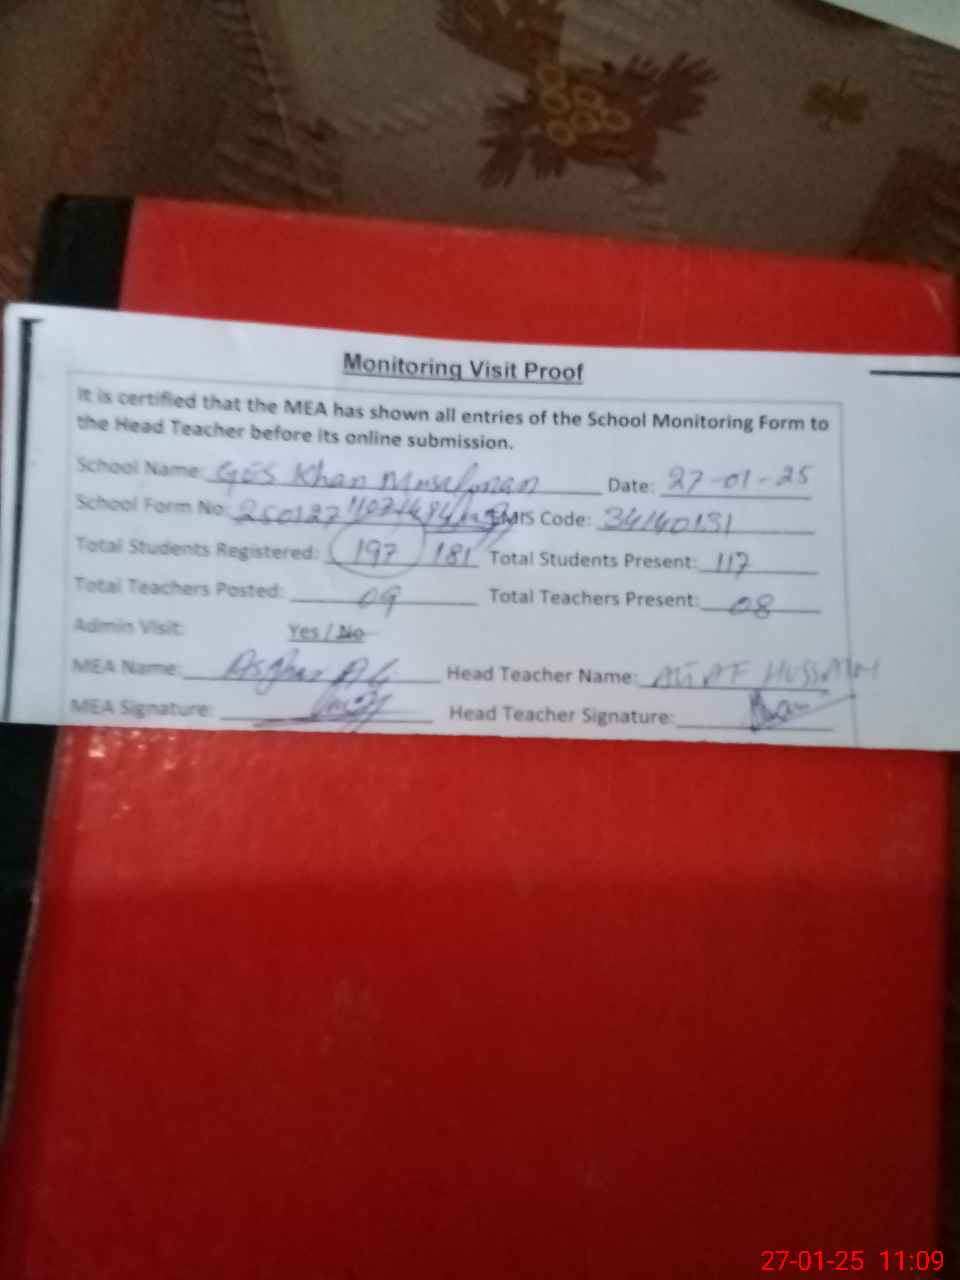 Monitoring Visit Proof
It is certified that the MEA has shown all entries of the School Monitoring Form to
the Head Teacher before its online submission.
School Name: GES Khan Musalman Date: 27-01-25
School Form No: EMIS Code: 34140131
Total Students Registered: 197 181 Total Students Present: 117
Total Teachers Posted: 09 Total Teachers Present: 08
Admin Visit: Yes / No
MEA Name: Asghar Ali Head Teacher Name: Hussain
MEA Signature: Head Teacher Signature:
27-01-25 11:09